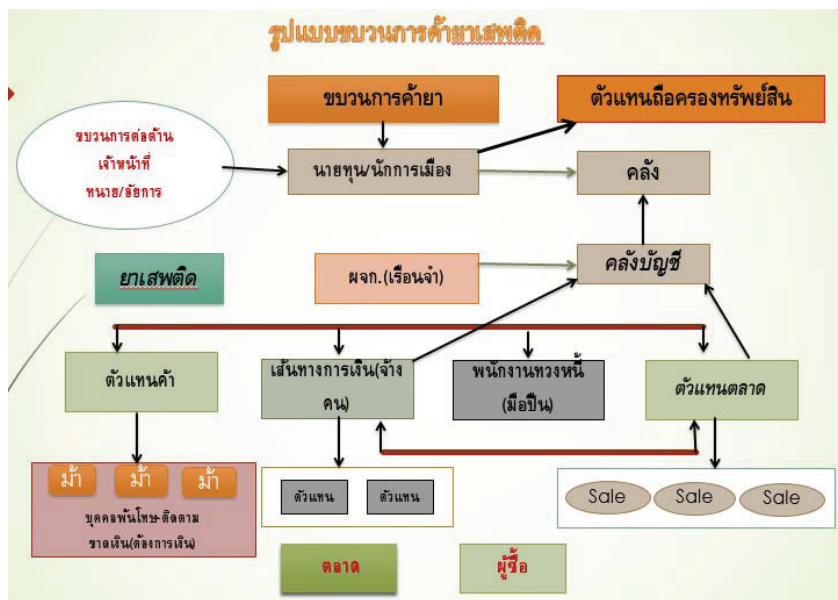 รูปแบบขบวนการค้ายาเสพติด
ขบวนการค้ายา
ตัวแทนถือครองทรัพย์สิน
ขบวนการต่อต้าน
เจ้าหน้าที่
ทนาย/อัยการ
นายทุน/นักการเมือง
คลัง
ยาเสพติด
ผจก.(เรือนจำ)
คลังบัญชี
ตัวแทนค้า
เส้นทางการเงิน(จ้าง
คน)
พนักงานทวงหนี้
(มือปืน)
ตัวแทนตลาด
ม้า
ม้า
ม้า
บุคคลพ้นโทษ-ติดตาม
ขาดเงิน(ต้องการเงิน)
ตัวแทน
ตัวแทน
Sale
Sale
Sale
ตลาด
ผู้ซื้อ